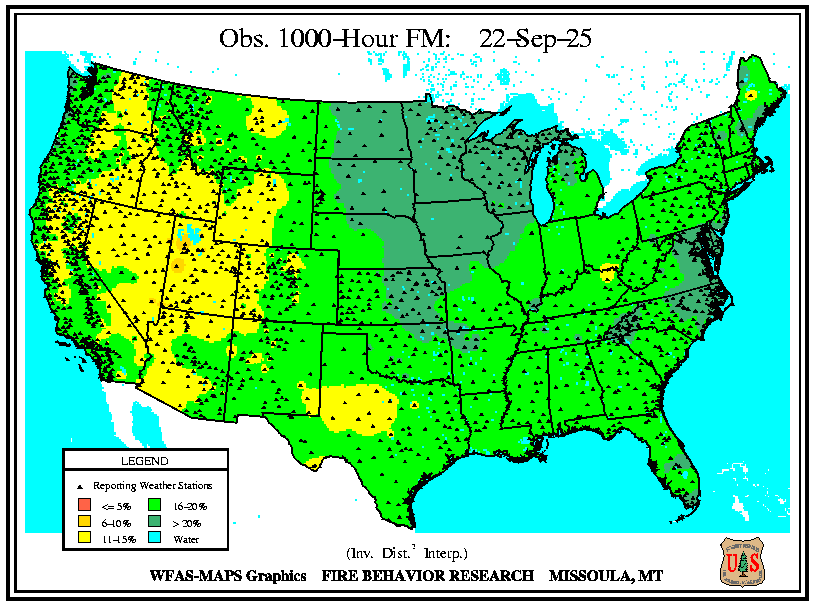 Obs. 1000-Hour FM: 22-Sep-25
LEGEND
Reporting Weather Stations
<= 5%
16-20%
6-10%
> 20%
11-15%
Water
(Inv. Dist.² Interp.)
WFAS-MAPS Graphics FIRE BEHAVIOR RESEARCH MISSOULA, MT
U S